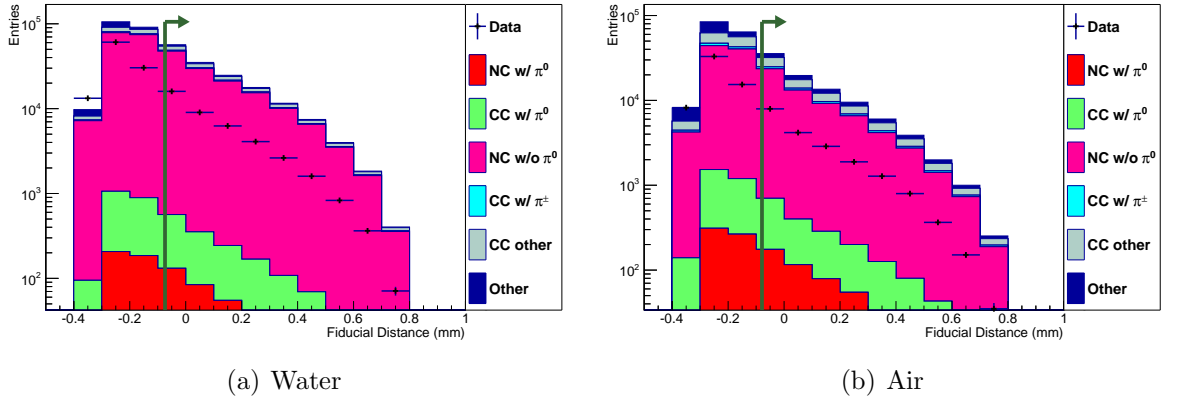 Entries
10⁵
10⁴
10³
10²
-0.4 -0.2 0 0.2 0.4 0.6 0.8 1
Fiducial Distance (mm)
Data
NC w/ π⁰
CC w/ π⁰
NC w/o π⁰
CC w/ π±
CC other
Other
(a) Water
Entries
10⁵
10⁴
10³
10²
-0.4 -0.2 0 0.2 0.4 0.6 0.8 1
Fiducial Distance (mm)
Data
NC w/ π⁰
CC w/ π⁰
NC w/o π⁰
CC w/ π±
CC other
Other
(b) Air